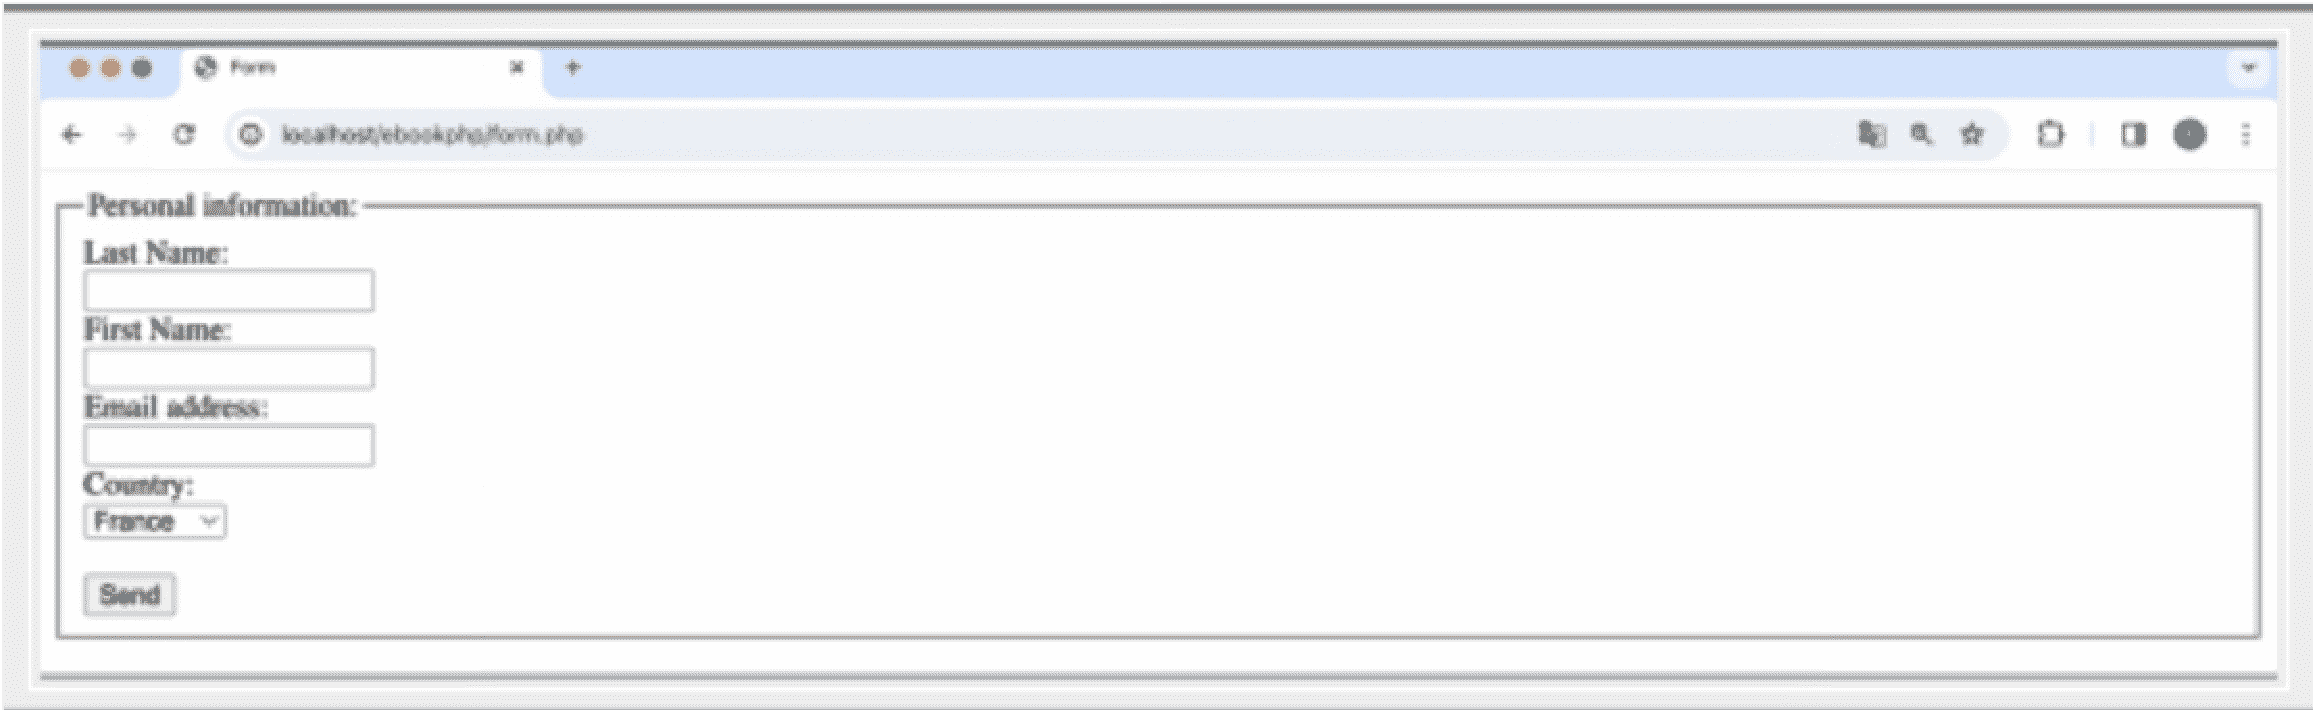 Form
localhost/ebookphp/form.php
Personal information:
Last Name:
First Name:
Email address:
Country:
France
Send